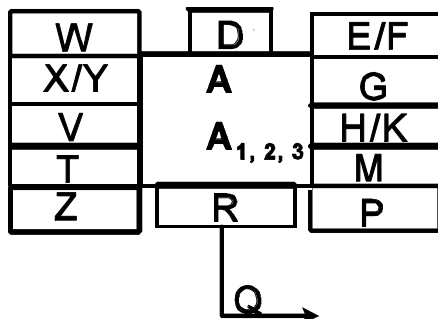 W D E/F
X/Y A G
V A1, 2, 3 H/K
T M
Z R P
Q